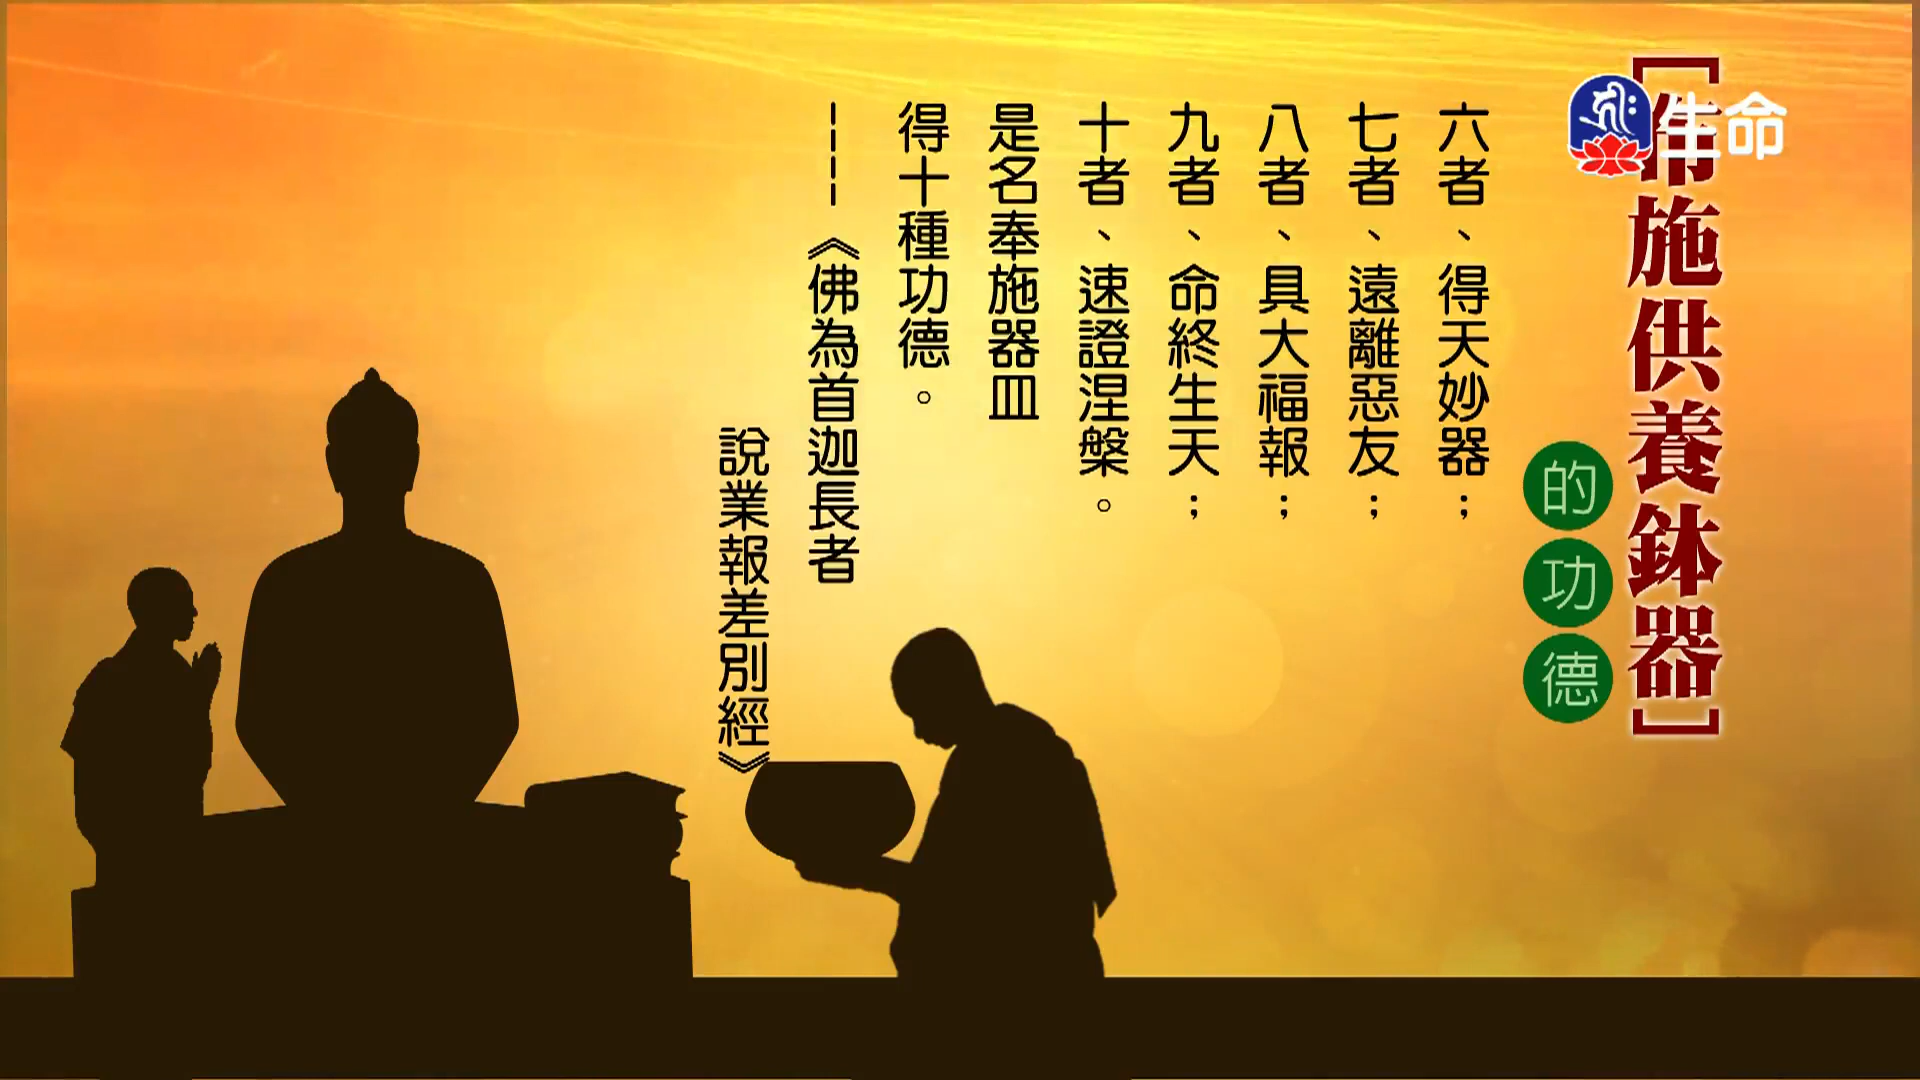 生命
施供養鉢器]
的功德
六者、得天妙器；
七者、遠離惡友；
八者、具大福報；
九者、命終生天；
十者、速證涅槃。
是名奉施器皿
得十種功德。
----《佛為首迦長者
說業報差別經》